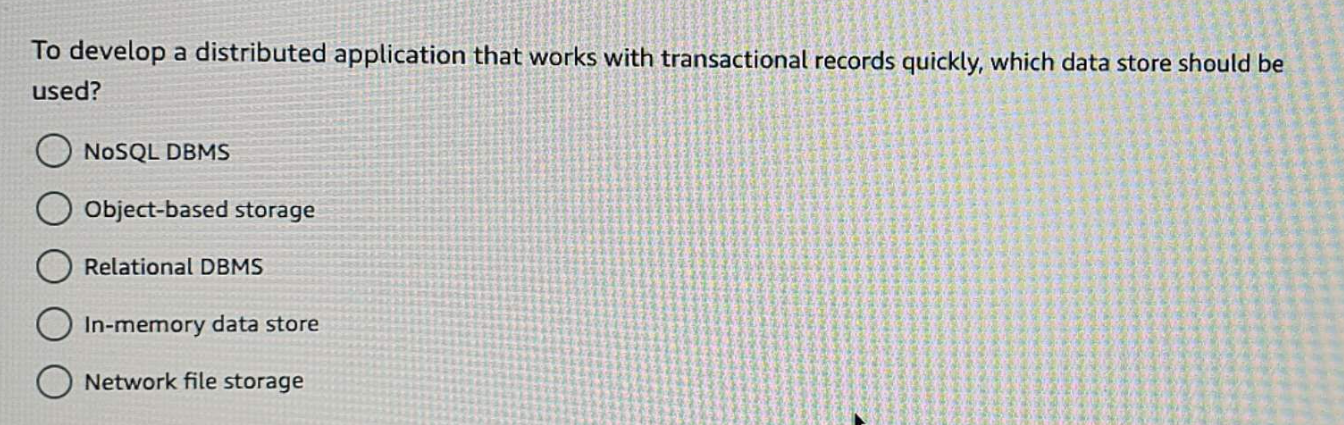 To develop a distributed application that works with transactional records quickly, which data store should be
used?
NoSQL DBMS
Object-based storage
Relational DBMS
In-memory data store
Network file storage